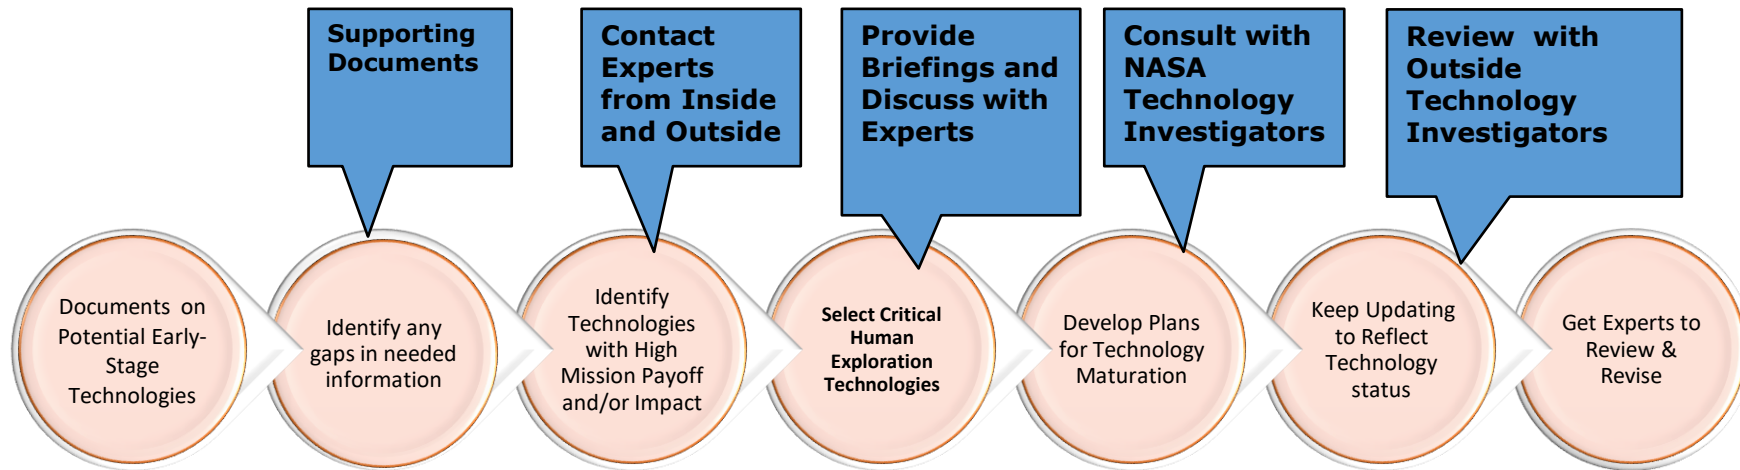 Supporting
Documents
Contact
Experts
from Inside
and Outside
Provide
Briefings and
Discuss with
Experts
Consult with
NASA
Technology
Investigators
Review with
Outside
Technology
Investigators
Documents on
Potential Early-
Stage
Technologies
Identify any
gaps in needed
information
Identify
Technologies
with High
Mission Payoff
and/or Impact
Select Critical
Human
Exploration
Technologies
Develop Plans
for Technology
Maturation
Keep Updating
to Reflect
Technology
status
Get Experts to
Review &
Revise